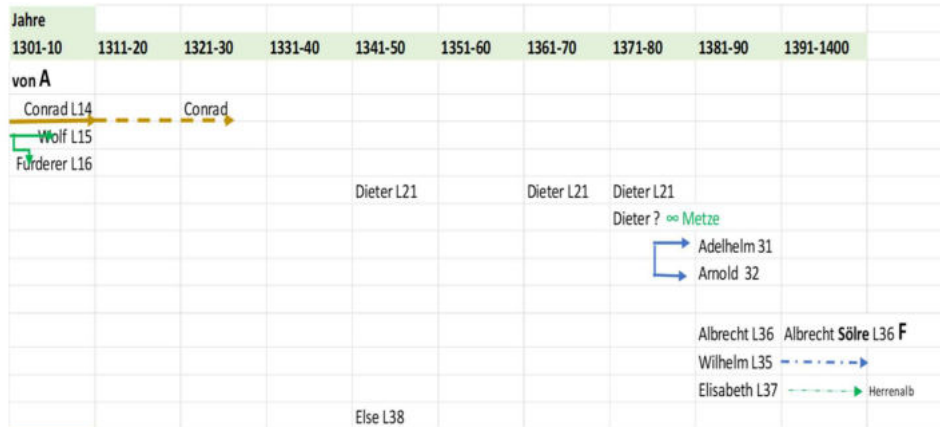 Jahre
1301-10 1311-20 1321-30 1331-40 1341-50 1351-60 1361-70 1371-80 1381-90 1391-1400
von A
Conrad L14 Conrad
Wolf L15
Furderer L16
Dieter L21 Dieter L21 Dieter L21
Dieter ? ∞ Metze
Adelhelm 31
Arnold 32
Albrecht L36 Albrecht Sölre L36 F
Wilhelm L35
Elisabeth L37 Herrenalb
Else L38